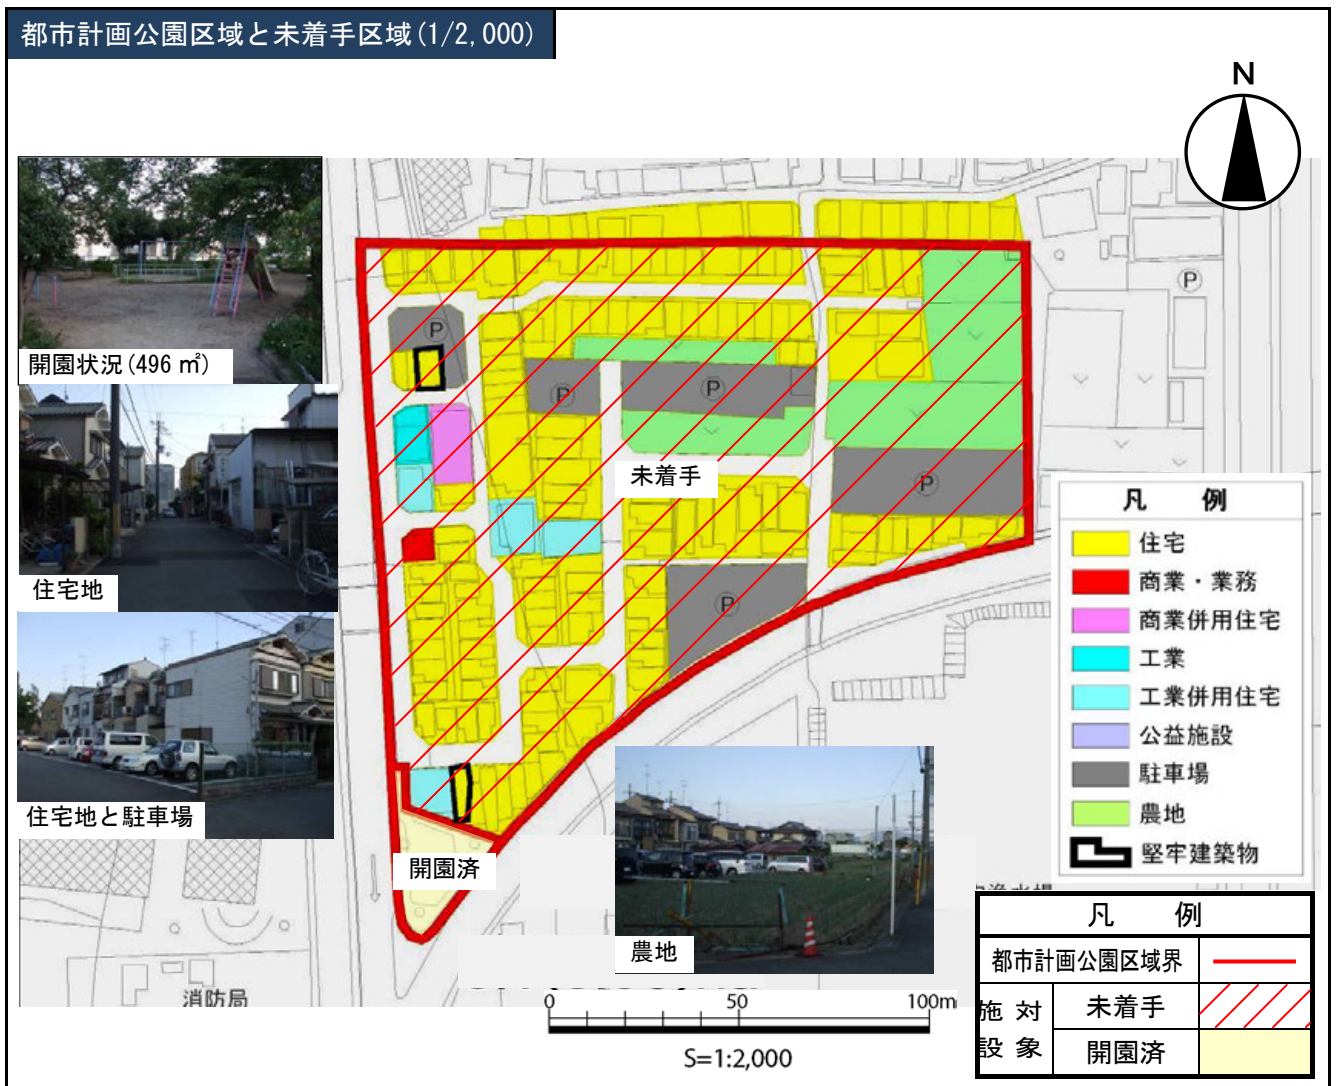 都市計画公園区域と未着手区域(1/2,000)
N
開園状況(496 ㎡)
住宅地
住宅地と駐車場
P
P
P
P
P
P
P
未着手
開園済
農地
消防局
凡 例
住宅
商業・業務
商業併用住宅
工業
工業併用住宅
公益施設
駐車場
農地
堅牢建築物
凡 例
都市計画公園区域界
施設対象
未着手
開園済
0 50 100m
S=1:2,000